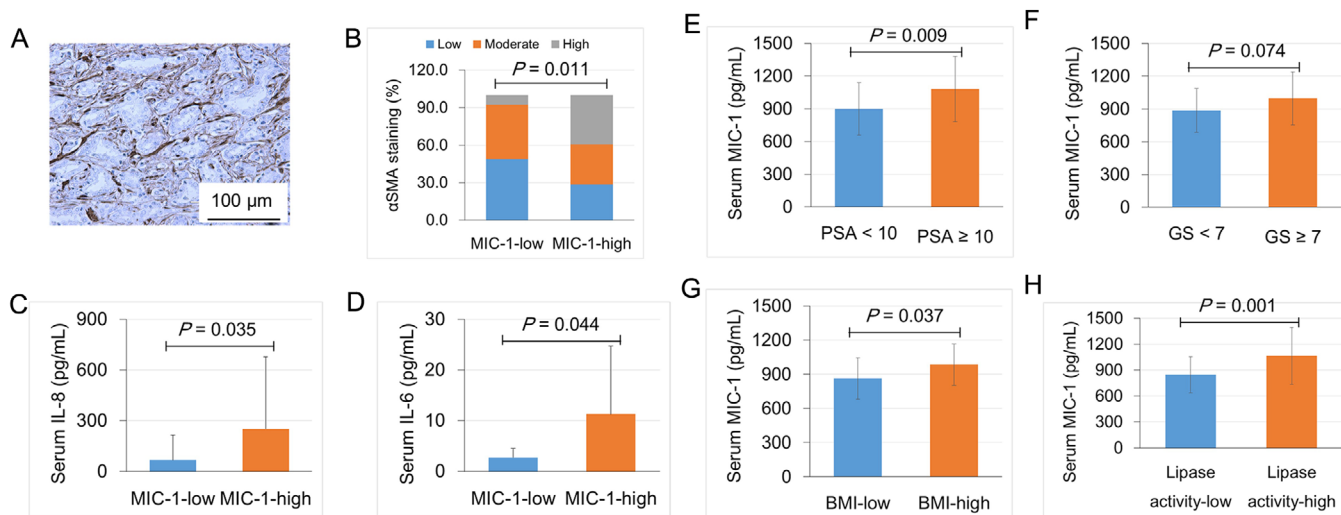 A
100 µm
B
Low Moderate High
αSMA staining (%)
120.0
90.0
60.0
30.0
0.0
P = 0.011
MIC-1-low MIC-1-high
C
Serum IL-8 (pg/mL)
900
600
300
0
P = 0.035
MIC-1-low MIC-1-high
D
Serum IL-6 (pg/mL)
30
20
10
0
P = 0.044
MIC-1-low MIC-1-high
E
Serum MIC-1 (pg/mL)
1500
1200
900
600
300
0
P = 0.009
PSA < 10 PSA ≥ 10
F
Serum MIC-1 (pg/mL)
1500
1200
900
600
300
0
P = 0.074
GS < 7 GS ≥ 7
G
Serum MIC-1 (pg/mL)
1500
1200
900
600
300
0
P = 0.037
BMI-low BMI-high
H
Serum MIC-1 (pg/mL)
1500
1200
900
600
300
0
P = 0.001
Lipase Lipase
activity-low activity-high